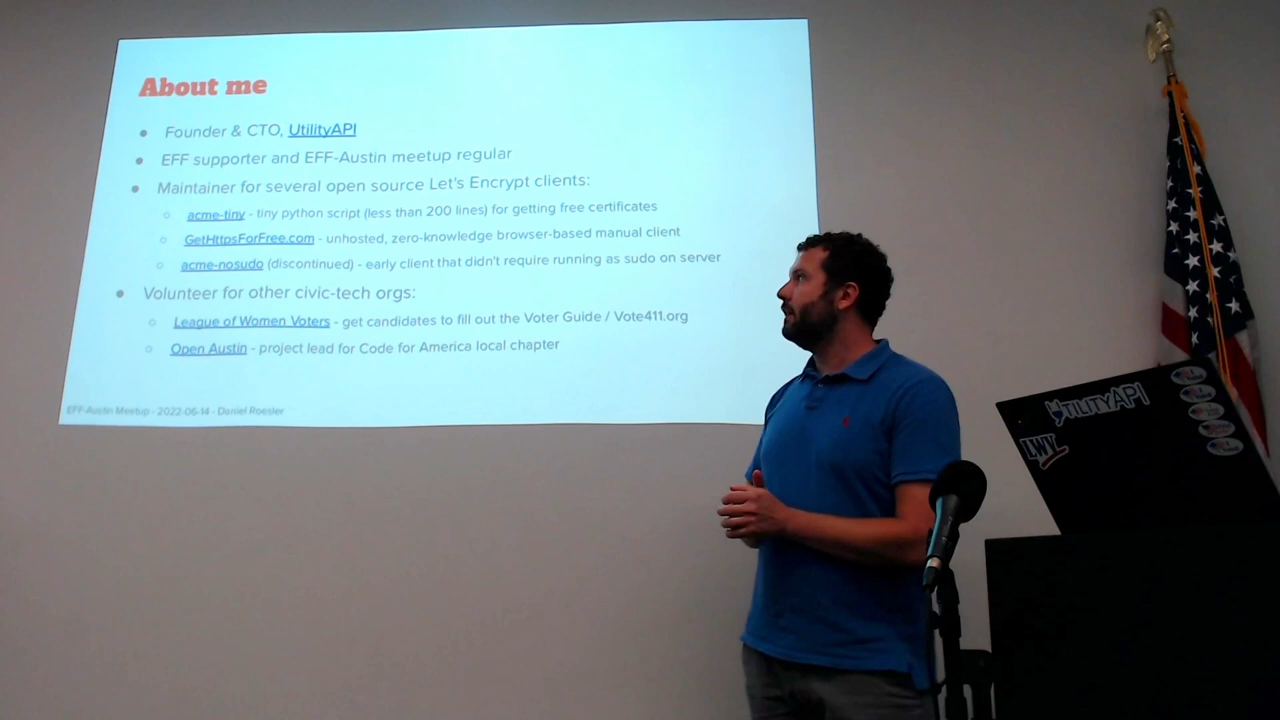 About me
● Founder & CTO, UtilityAPI
● EFF supporter and EFF-Austin meetup regular
● Maintainer for several open source Let's Encrypt clients:
○ acme-tiny - tiny python script (less than 200 lines) for getting free certificates
○ GetHttpsForFree.com - unhosted, zero-knowledge browser-based manual client
○ acme-nosudo (discontinued) - early client that didn't require running as sudo on server
● Volunteer for other civic-tech orgs:
○ League of Women Voters - get candidates to fill out the Voter Guide / Vote411.org
○ Open Austin - project lead for Code for America local chapter
EFF-Austin Meetup - 2022-06-14 - Daniel Roesler
UTILITYAPI
LWV